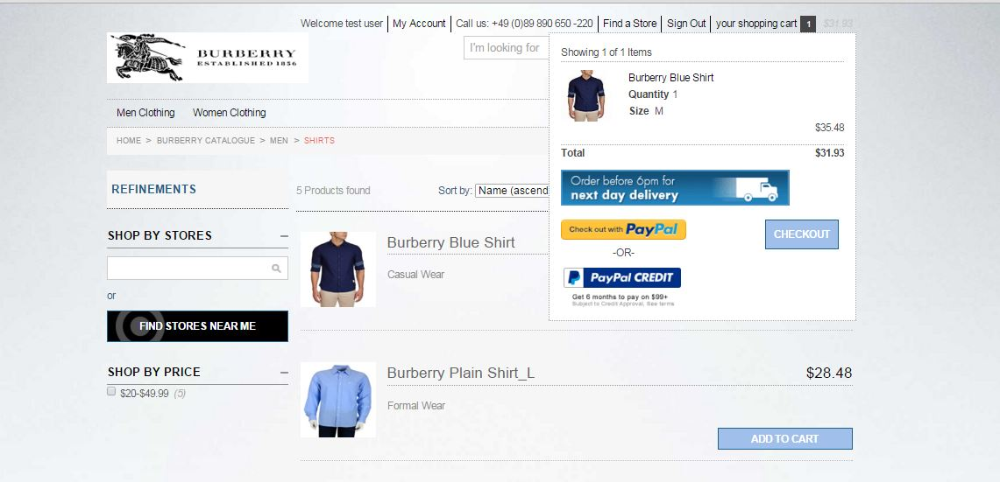 Welcome test user My Account Call us: +49 (0)89 890 650 -220 Find a Store Sign Out your shopping cart 1 $31.93
BURBERRY
ESTABLISHED 1856
I'm looking for
Men Clothing Women Clothing
HOME > BURBERRY CATALOGUE > MEN > SHIRTS
Showing 1 of 1 Items
Burberry Blue Shirt
Quantity 1
Size M
$35.48
Total $31.93
Order before 6pm for
next day delivery
Check out with PayPal
CHECKOUT
-OR-
PayPal CREDIT
Get 6 months to pay on $99+
Subject to Credit Approval. See terms
REFINEMENTS
SHOP BY STORES
or
FIND STORES NEAR ME
SHOP BY PRICE
$20-$49.99 (5)
5 Products found Sort by: Name (ascend
Burberry Blue Shirt
Casual Wear
Burberry Plain Shirt_L $28.48
Formal Wear
ADD TO CART